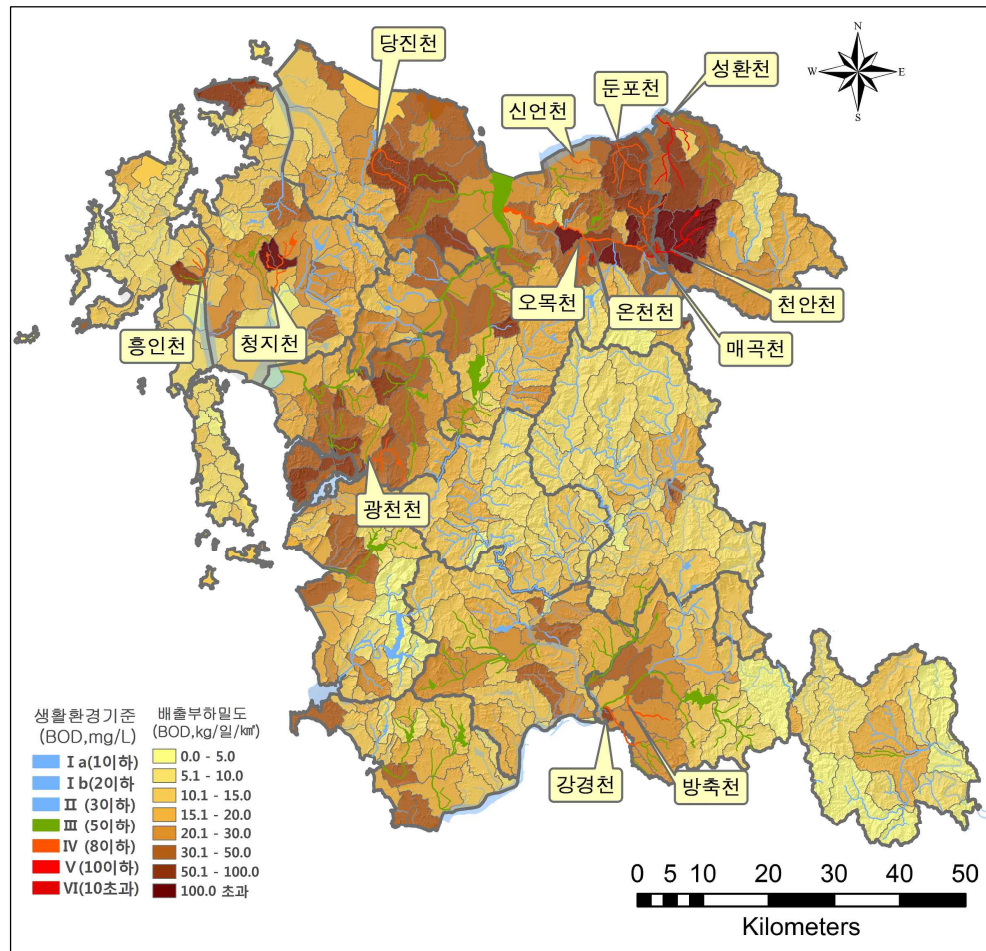 당진천
성환천
둔포천
신언천
N
W E
S
오목천
온천천
천안천
매곡천
흥인천
청지천
광천천
강경천
방축천
생활환경기준
(BOD,mg/L)
Ⅰa(1이하)
Ⅰb(2이하
Ⅱ (3이하)
Ⅲ (5이하)
Ⅳ (8이하)
Ⅴ(10이하)
Ⅵ(10초과)
배출부하밀도
(BOD,kg/일/㎢)
0.0 - 5.0
5.1 - 10.0
10.1 - 15.0
15.1 - 20.0
20.1 - 30.0
30.1 - 50.0
50.1 - 100.0
100.0 초과
0 5 10 20 30 40 50
Kilometers